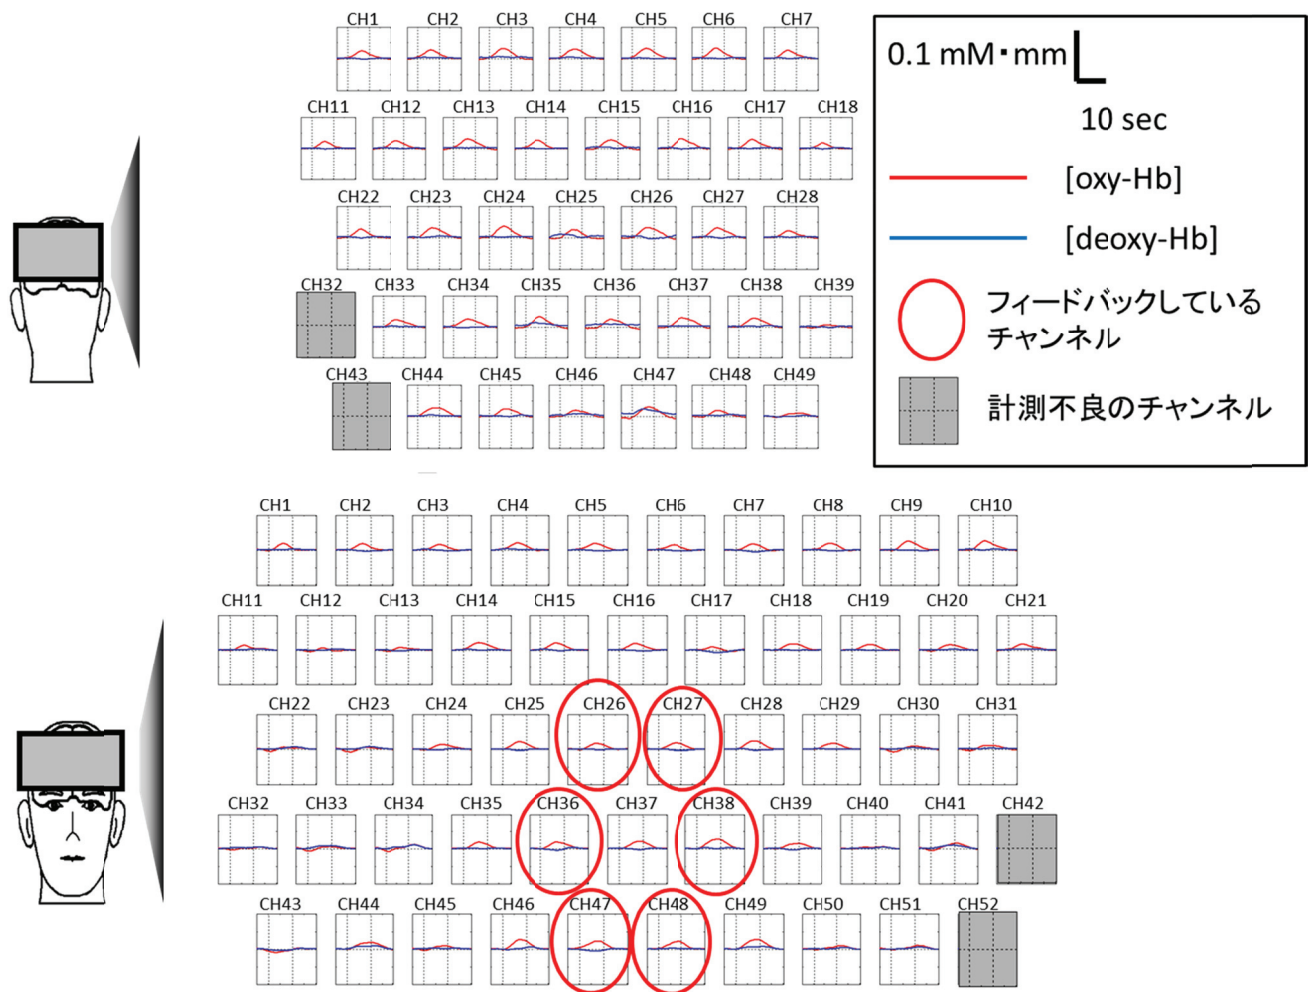 CH1 CH2 CH3 CH4 CH5 CH6 CH7
CH11 CH12 CH13 CH14 CH15 CH16 CH17 CH18
CH22 CH23 CH24 CH25 CH26 CH27 CH28
CH32 CH33 CH34 CH35 CH36 CH37 CH38 CH39
CH43 CH44 CH45 CH46 CH47 CH48 CH49
0.1 mM・mm
10 sec
[oxy-Hb]
[deoxy-Hb]
フィードバックしている
チャンネル
計測不良のチャンネル
CH1 CH2 CH3 CH4 CH5 CH6 CH7 CH8 CH9 CH10
CH11 CH12 CH13 CH14 CH15 CH16 CH17 CH18 CH19 CH20 CH21
CH22 CH23 CH24 CH25 CH26 CH27 CH28 CH29 CH30 CH31
CH32 CH33 CH34 CH35 CH36 CH37 CH38 CH39 CH40 CH41 CH42
CH43 CH44 CH45 CH46 CH47 CH48 CH49 CH50 CH51 CH52